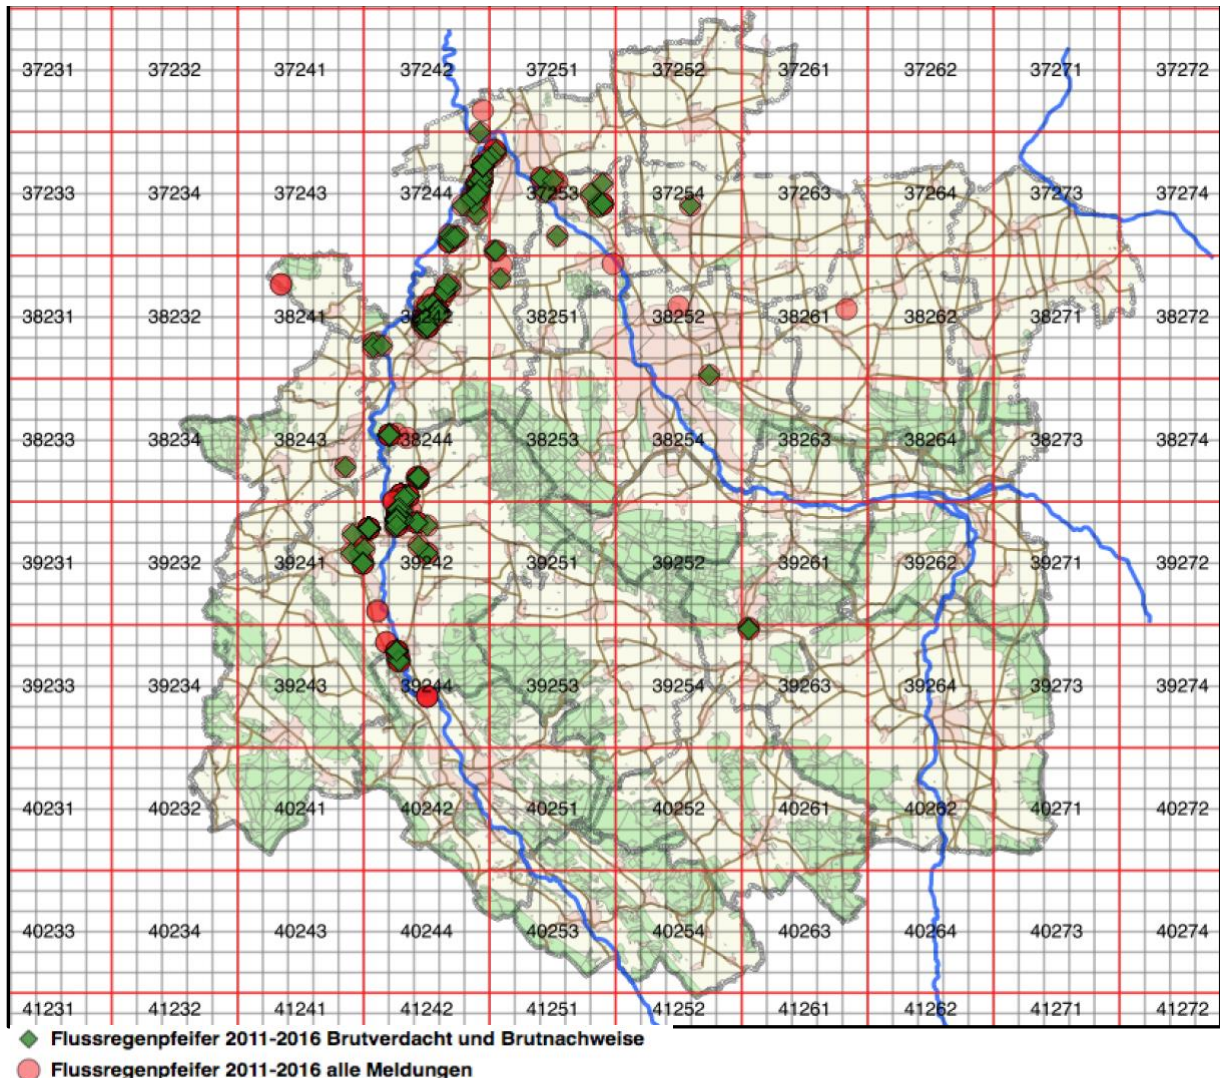 37231 37232 37241 37242 37251 37252 37261 37262 37271 37272
37233 37234 37243 37244 37253 37254 37263 37264 37273 37274
38231 38232 38241 38242 38251 38252 38261 38262 38271 38272
38233 38234 38243 38244 38253 38254 38263 38264 38273 38274
39231 39232 39241 39242 39251 39252 39261 39262 39271 39272
39233 39234 39243 39244 39253 39254 39263 39264 39273 39274
40231 40232 40241 40242 40251 40252 40261 40262 40271 40272
40233 40234 40243 40244 40253 40254 40263 40264 40273 40274
41231 41232 41241 41242 41251 41252 41261 41262 41271 41272
Flussregenpfeifer 2011-2016 Brutverdacht und Brutnachweise
Flussregenpfeifer 2011-2016 alle Meldungen